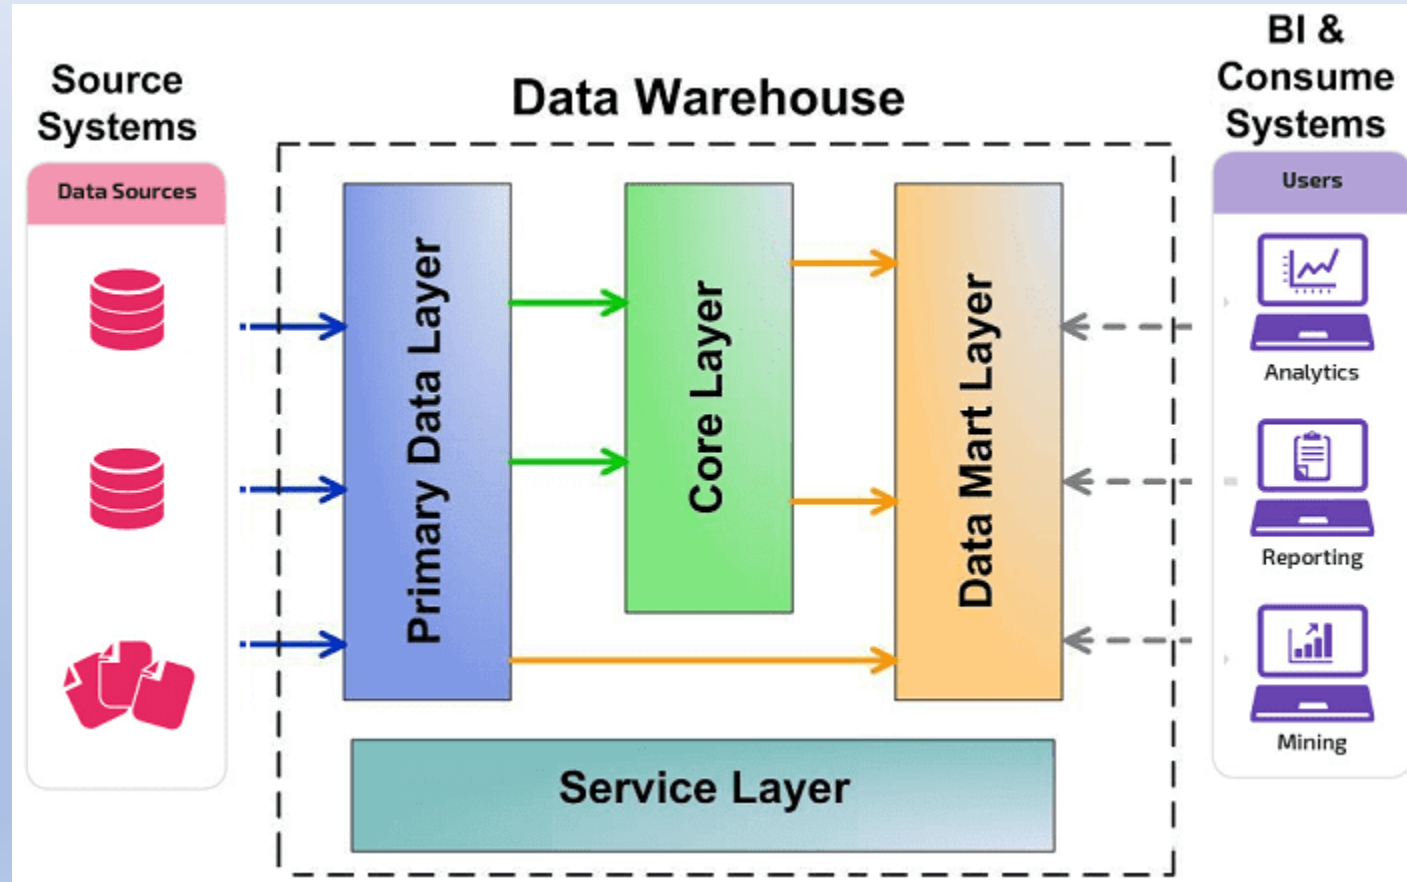 Source
Systems
Data Sources
Data Warehouse
Primary Data Layer
Core Layer
Data Mart Layer
Service Layer
BI &
Consume
Systems
Users
Analytics
Reporting
Mining